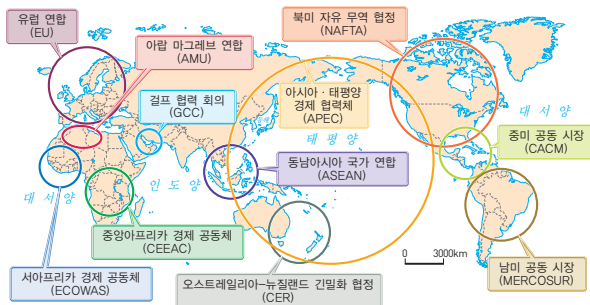 유럽 연합
(EU)
아랍 마그레브 연합
(AMU)
걸프 협력 회의
(GCC)
북미 자유 무역 협정
(NAFTA)
아시아·태평양
경제 협력체
(APEC)
대서양
태평양
중미 공동 시장
(CACM)
동남아시아 국가 연합
(ASEAN)
대서양
인도양
중앙아프리카 경제 공동체
(CEEAC)
0 3000km
서아프리카 경제 공동체
(ECOWAS)
오스트레일리아-뉴질랜드 긴밀화 협정
(CER)
남미 공동 시장
(MERCOSUR)